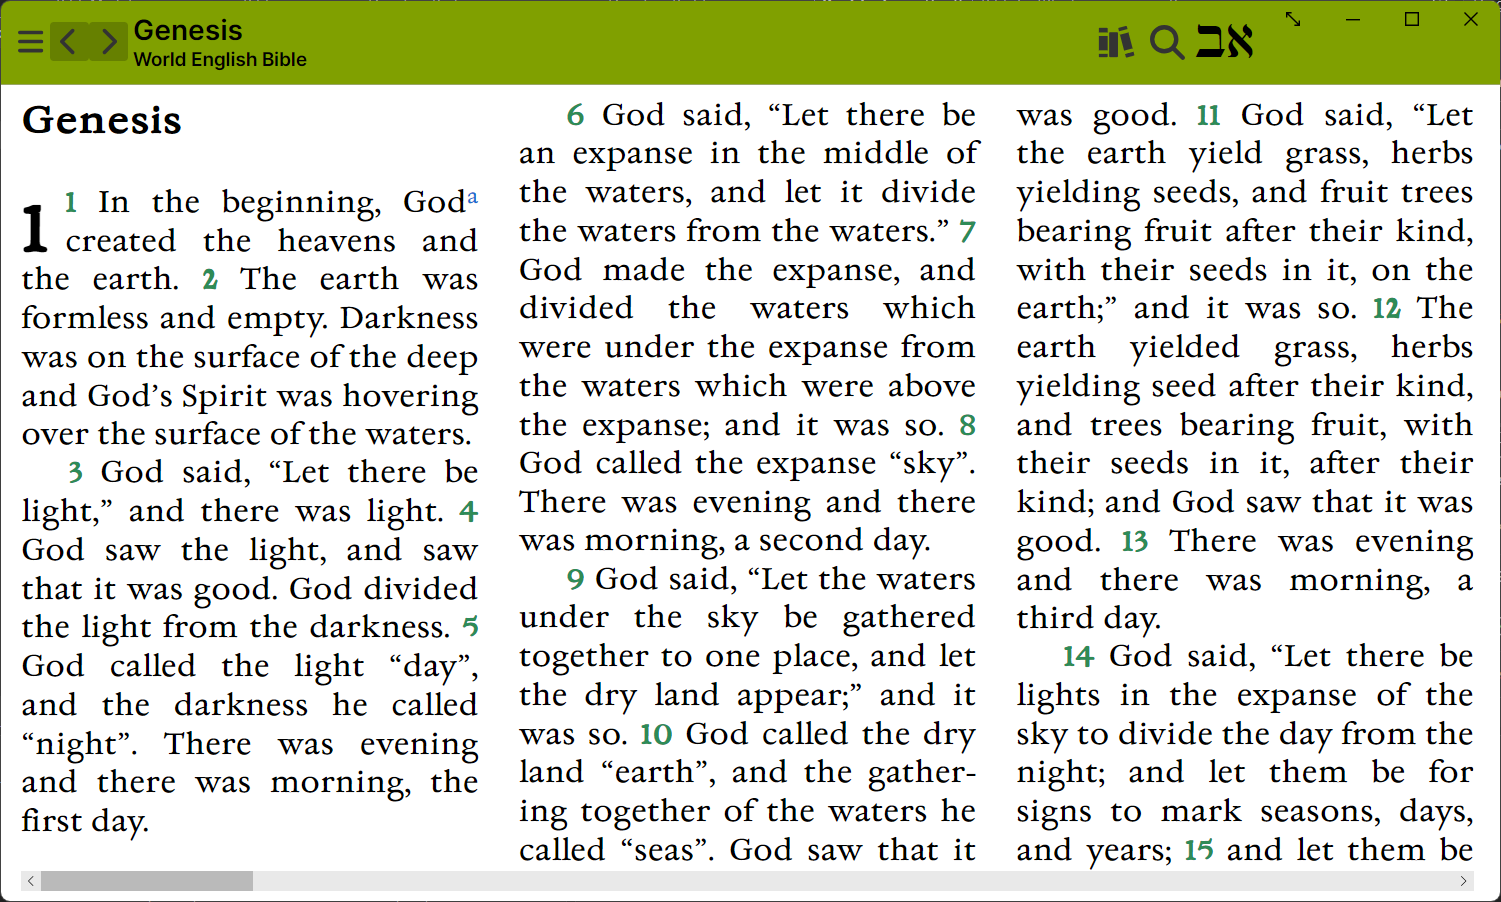 Genesis
World English Bible
אב
Genesis
1 1 In the beginning, Godᵃ
created the heavens and
the earth. 2 The earth was
formless and empty. Darkness
was on the surface of the deep
and God’s Spirit was hovering
over the surface of the waters.
3 God said, “Let there be
light,” and there was light. 4
God saw the light, and saw
that it was good. God divided
the light from the darkness. 5
God called the light “day”,
and the darkness he called
“night”. There was evening
and there was morning, the
first day.
6 God said, “Let there be
an expanse in the middle of
the waters, and let it divide
the waters from the waters.” 7
God made the expanse, and
divided the waters which
were under the expanse from
the waters which were above
the expanse; and it was so. 8
God called the expanse “sky”.
There was evening and there
was morning, a second day.
9 God said, “Let the waters
under the sky be gathered
together to one place, and let
the dry land appear;” and it
was so. 10 God called the dry
land “earth”, and the gather-
ing together of the waters he
called “seas”. God saw that it
was good. 11 God said, “Let
the earth yield grass, herbs
yielding seeds, and fruit trees
bearing fruit after their kind,
with their seeds in it, on the
earth;” and it was so. 12 The
earth yielded grass, herbs
yielding seed after their kind,
and trees bearing fruit, with
their seeds in it, after their
kind; and God saw that it was
good. 13 There was evening
and there was morning, a
third day.
14 God said, “Let there be
lights in the expanse of the
sky to divide the day from the
night; and let them be for
signs to mark seasons, days,
and years; 15 and let them be